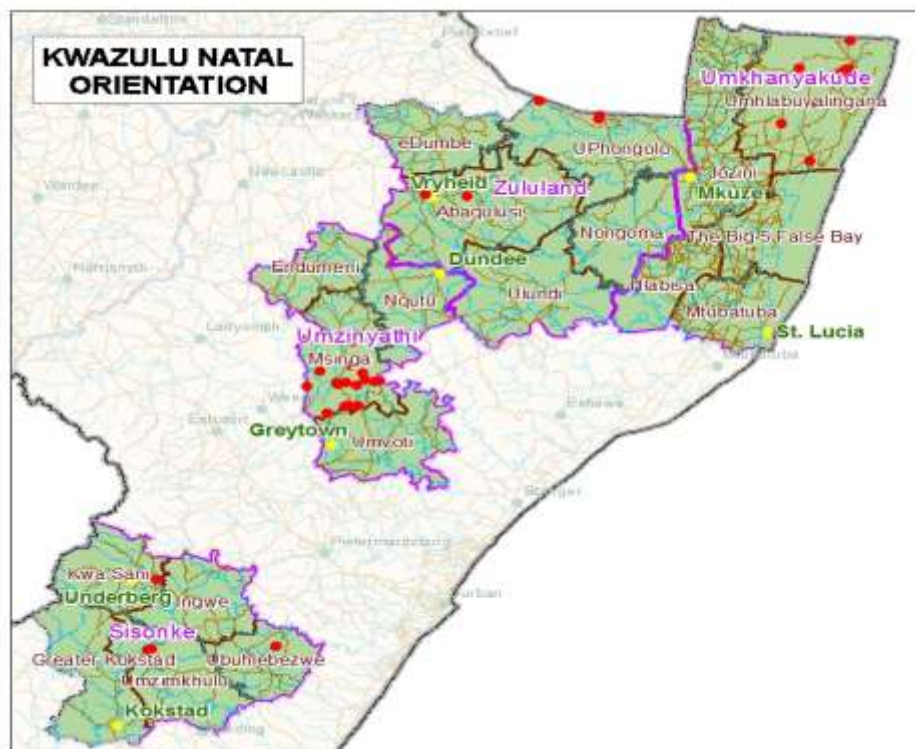 KWAZULU NATAL
ORIENTATION
Umkhanyakude
Umhlabuyalingana
eDumbe
UPhongolo
Jozini
Vryheid
Zululand
Mkuze
Abaqulusi
Newcastle
Nongoma
The Big 5 False Bay
Dundee
Endumeni
Hlabisa
Nqutu
Ulundi
Mtubatuba
Umzinyathi
St. Lucia
Msinga
Greytown
Umvoti
Pietermaritzburg
Kwa Sani
Underberg
ingwe
Sisonke
Greater Kokstad
Ubuhlebezwe
Umzimkhulu
Kokstad